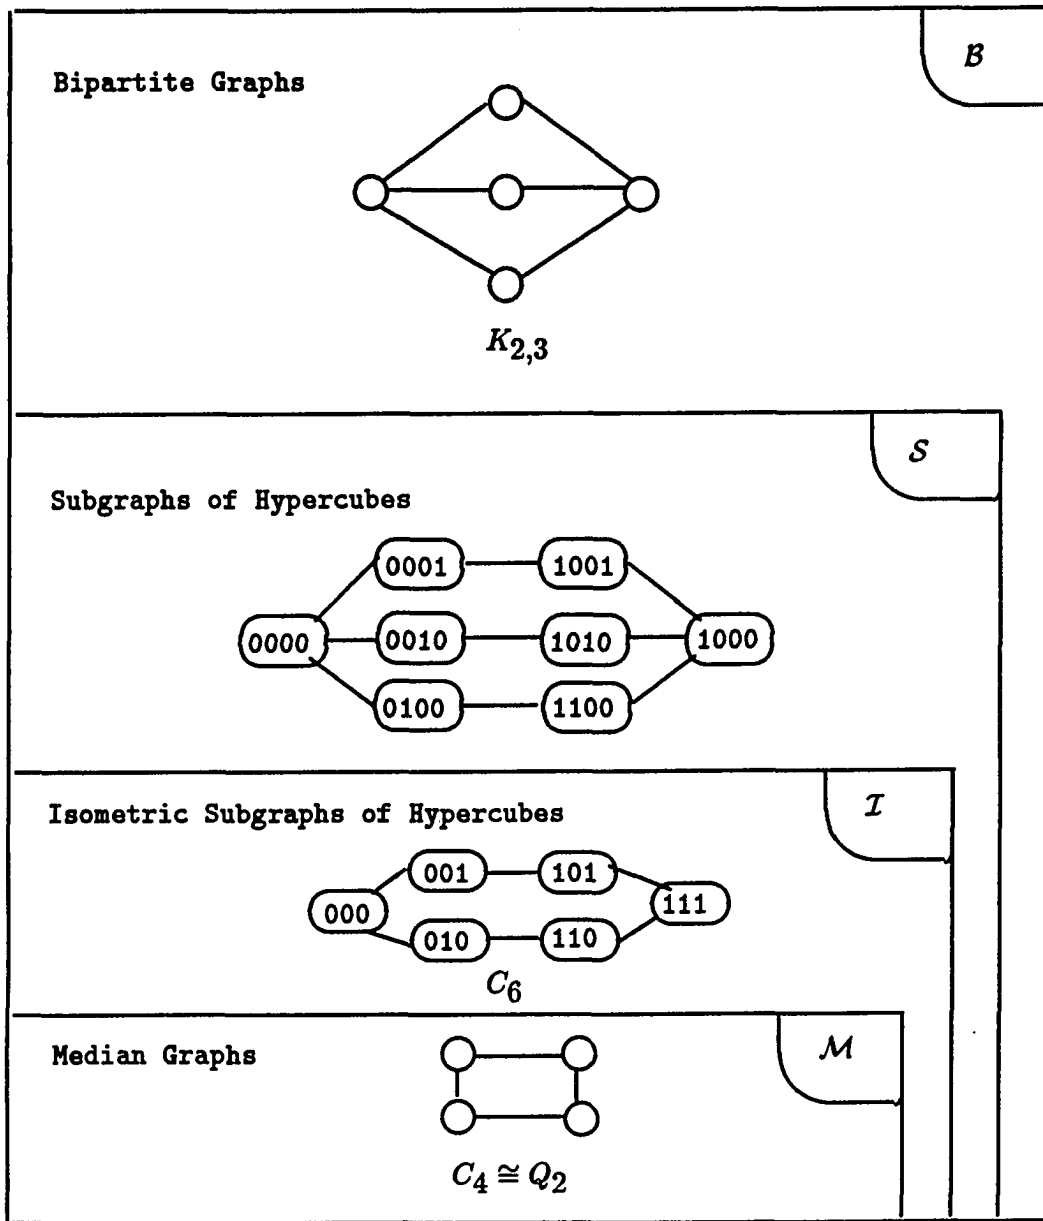 ℬ
Bipartite Graphs
K2,3
𝒮
Subgraphs of Hypercubes
0001 1001
0000 0010 1010 1000
0100 1100
ℐ
Isometric Subgraphs of Hypercubes
001 101
000 111
010 110
C6
ℳ
Median Graphs
C4 ≅ Q2